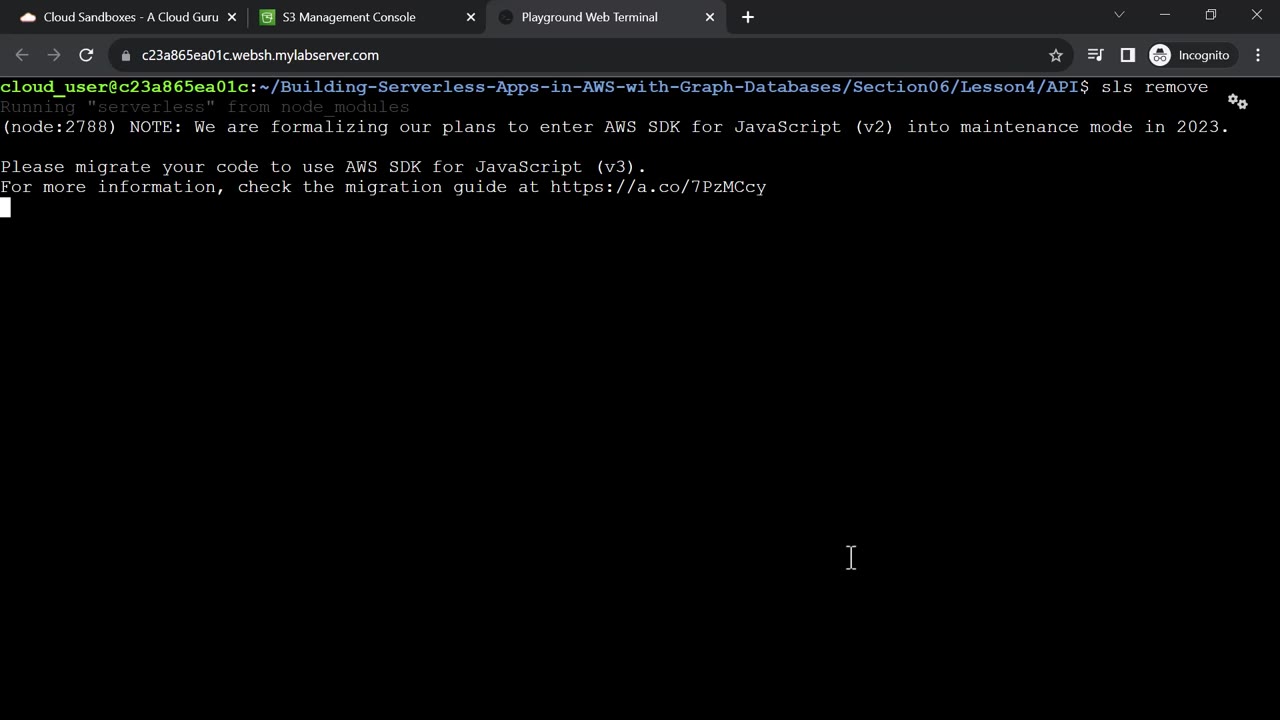 Cloud Sandboxes - A Cloud Guru
S3 Management Console
Playground Web Terminal
c23a865ea01c.websh.mylabserver.com
Incognito
cloud_user@c23a865ea01c:~/Building-Serverless-Apps-in-AWS-with-Graph-Databases/Section06/Lesson4/API$ sls remove
Running "serverless" from node_modules
(node:2788) NOTE: We are formalizing our plans to enter AWS SDK for JavaScript (v2) into maintenance mode in 2023.
Please migrate your code to use AWS SDK for JavaScript (v3).
For more information, check the migration guide at https://a.co/7PzMCcy